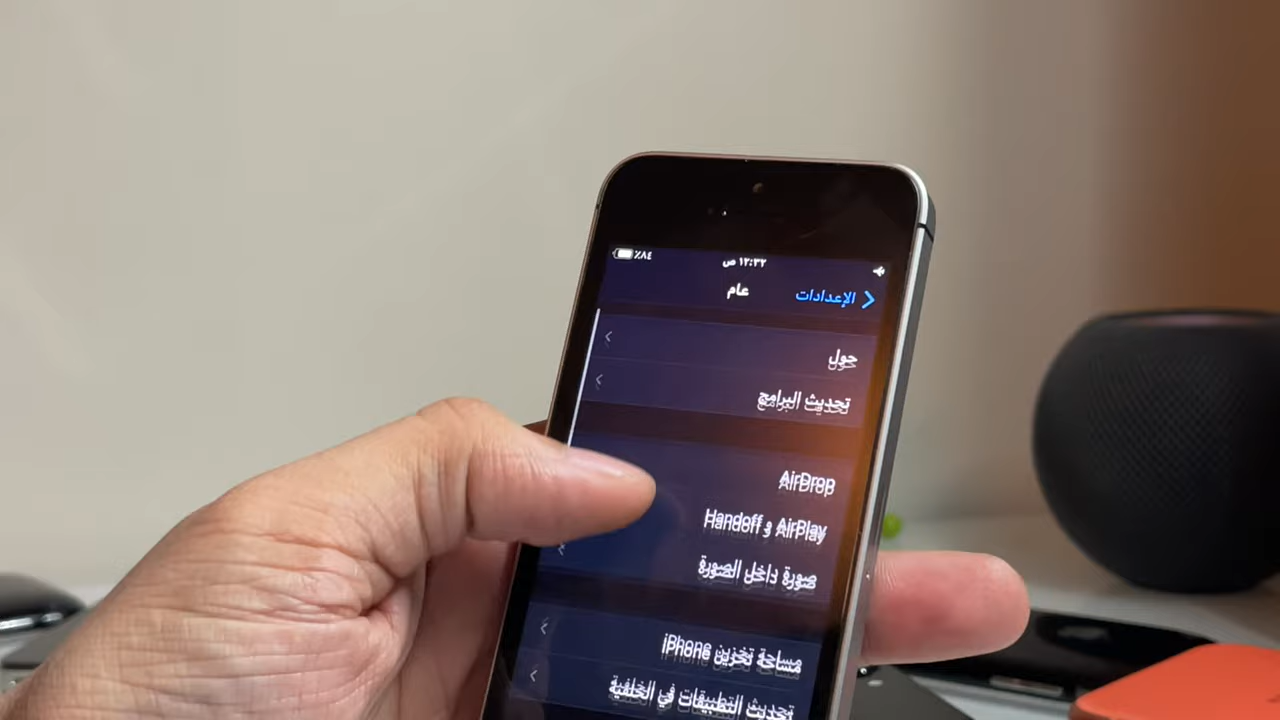 ١٢:٣٢ ص
٪٨٤
الإعدادات
عام
حول
تحديث البرامج
AirDrop
AirPlay و Handoff
صورة داخل الصورة
مساحة تخزين iPhone
تحديث التطبيقات في الخلفية